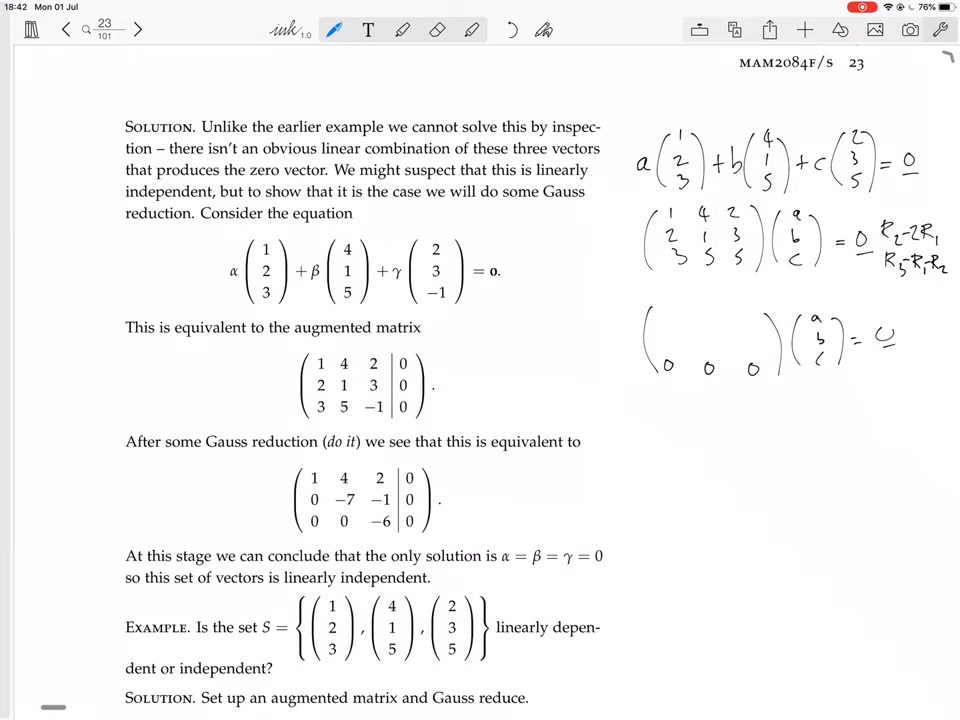 18:42 Mon 01 Jul
76%
23
101
ink 1.0
T
MAM2084F/S 23
SOLUTION. Unlike the earlier example we cannot solve this by inspec-
tion – there isn't an obvious linear combination of these three vectors
that produces the zero vector. We might suspect that this is linearly
independent, but to show that it is the case we will do some Gauss
reduction. Consider the equation
1 4 2
α ( 2 ) + β ( 1 ) + γ ( 3 ) = 0.
3 5 −1
This is equivalent to the augmented matrix
1 4 2 | 0
2 1 3 | 0
3 5 −1 | 0 .
After some Gauss reduction (do it) we see that this is equivalent to
1 4 2 | 0
0 −7 −1 | 0
0 0 −6 | 0 .
At this stage we can conclude that the only solution is α = β = γ = 0
so this set of vectors is linearly independent.
1 4 2
EXAMPLE. Is the set S = { ( 2 ) , ( 1 ) , ( 3 ) } linearly depen-
3 5 5
dent or independent?
SOLUTION. Set up an augmented matrix and Gauss reduce.
1 4 2
a ( 2 ) + b ( 1 ) + c ( 3 ) = 0
3 5 5
1 4 2 a
2 1 3 b = 0 R2-2R1
3 5 5 c R3-R1-R2
a
( ) ( b ) = 0
0 0 0 c